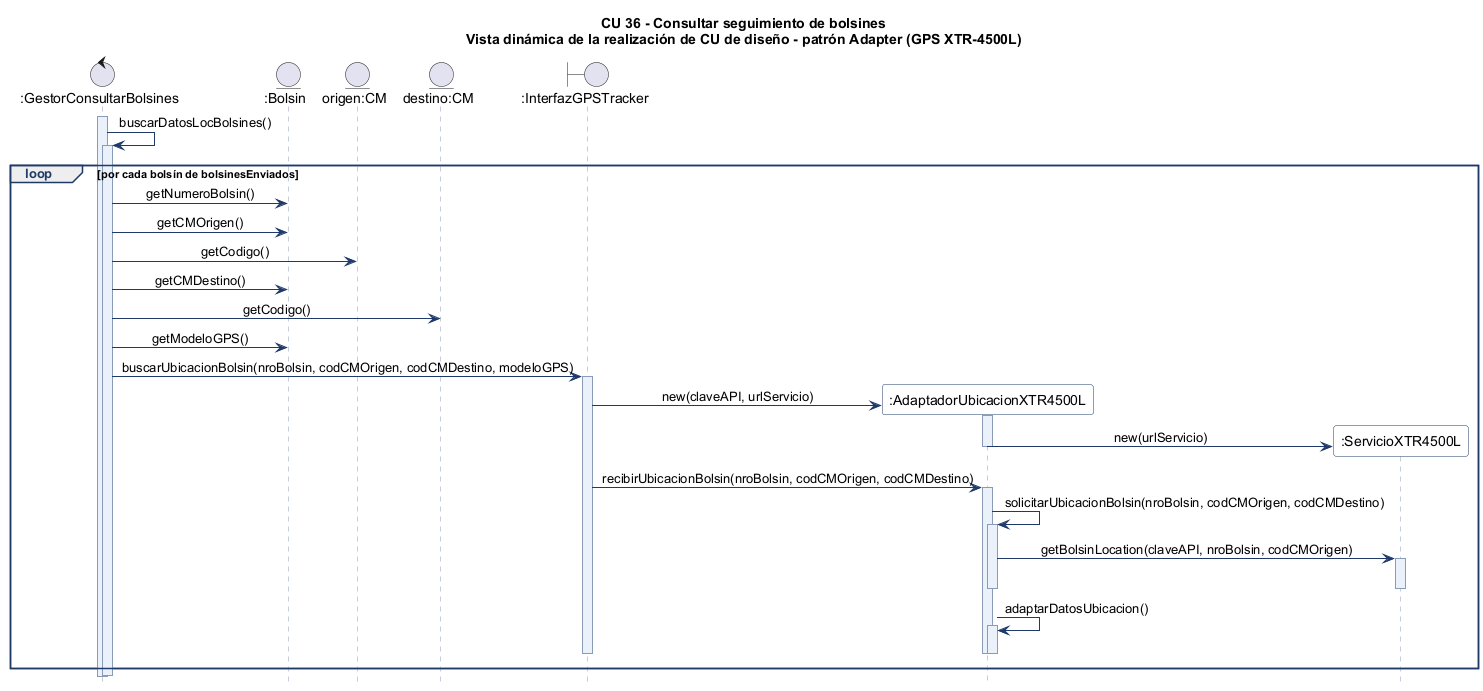 CU 36 - Consultar seguimiento de bolsines
Vista dinámica de la realización de CU de diseño - patrón Adapter (GPS XTR-4500L)
:GestorConsultarBolsines
:Bolsin
origen:CM
destino:CM
:InterfazGPSTracker
buscarDatosLocBolsines()
loop
[por cada bolsín de bolsinesEnviados]
getNumeroBolsin()
getCMOrigen()
getCodigo()
getCMDestino()
getCodigo()
getModeloGPS()
buscarUbicacionBolsin(nroBolsin, codCMOrigen, codCMDestino, modeloGPS)
new(claveAPI, urlServicio)
:AdaptadorUbicacionXTR4500L
new(urlServicio)
:ServicioXTR4500L
recibirUbicacionBolsin(nroBolsin, codCMOrigen, codCMDestino)
solicitarUbicacionBolsin(nroBolsin, codCMOrigen, codCMDestino)
getBolsinLocation(claveAPI, nroBolsin, codCMOrigen)
adaptarDatosUbicacion()